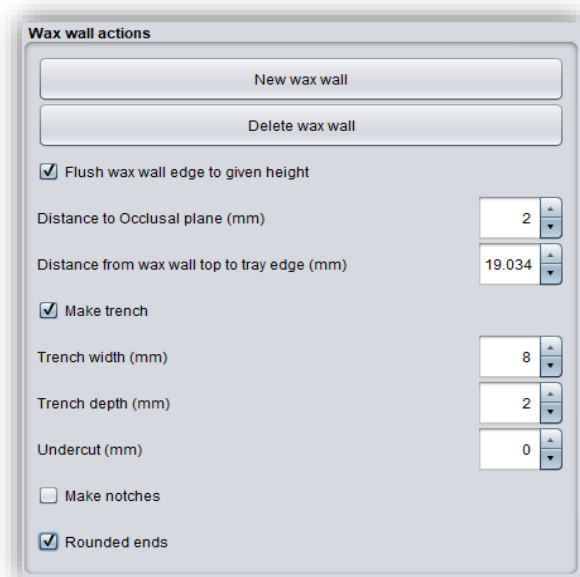 Wax wall actions
New wax wall
Delete wax wall
Flush wax wall edge to given height
Distance to Occlusal plane (mm) 2
Distance from wax wall top to tray edge (mm) 19.034
Make trench
Trench width (mm) 8
Trench depth (mm) 2
Undercut (mm) 0
Make notches
Rounded ends